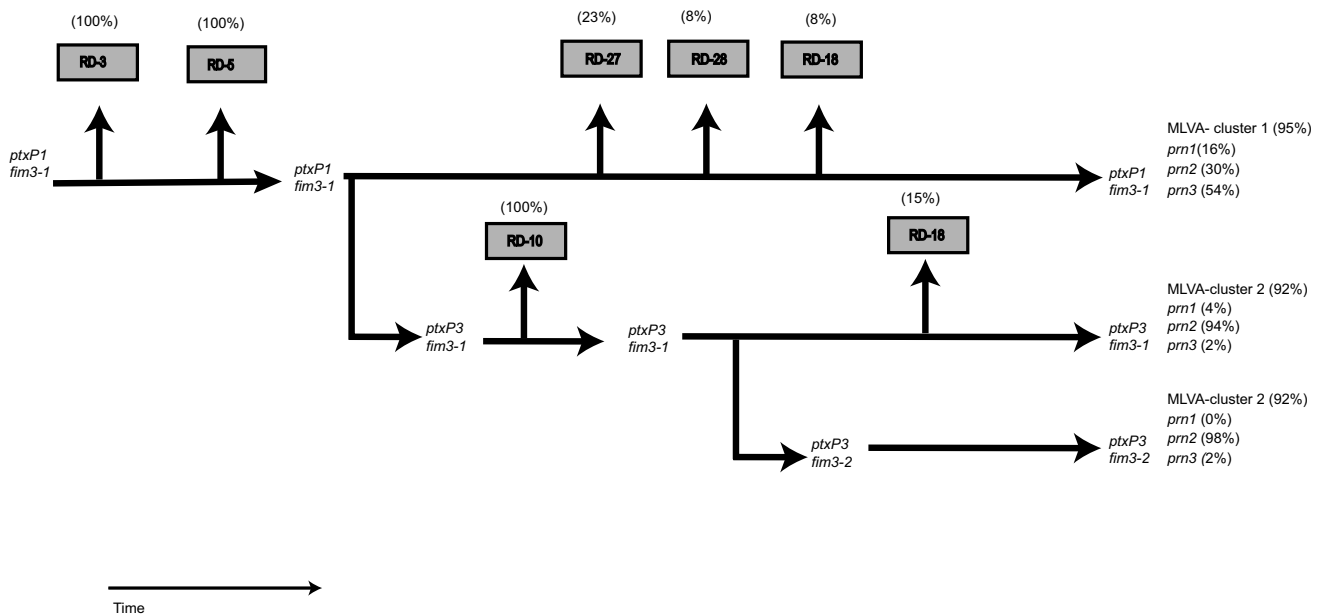 (100%)
(100%)
(23%)
(8%)
(8%)
RD-3
RD-5
RD-27
RD-28
RD-18
ptxP1
fim3-1
ptxP1
fim3-1
ptxP1
fim3-1
MLVA- cluster 1 (95%)
prn1(16%)
prn2 (30%)
prn3 (54%)
(100%)
RD-10
(15%)
RD-18
ptxP3
fim3-1
ptxP3
fim3-1
ptxP3
fim3-1
MLVA-cluster 2 (92%)
prn1 (4%)
prn2 (94%)
prn3 (2%)
ptxP3
fim3-2
ptxP3
fim3-2
MLVA-cluster 2 (92%)
prn1 (0%)
prn2 (98%)
prn3 (2%)
Time